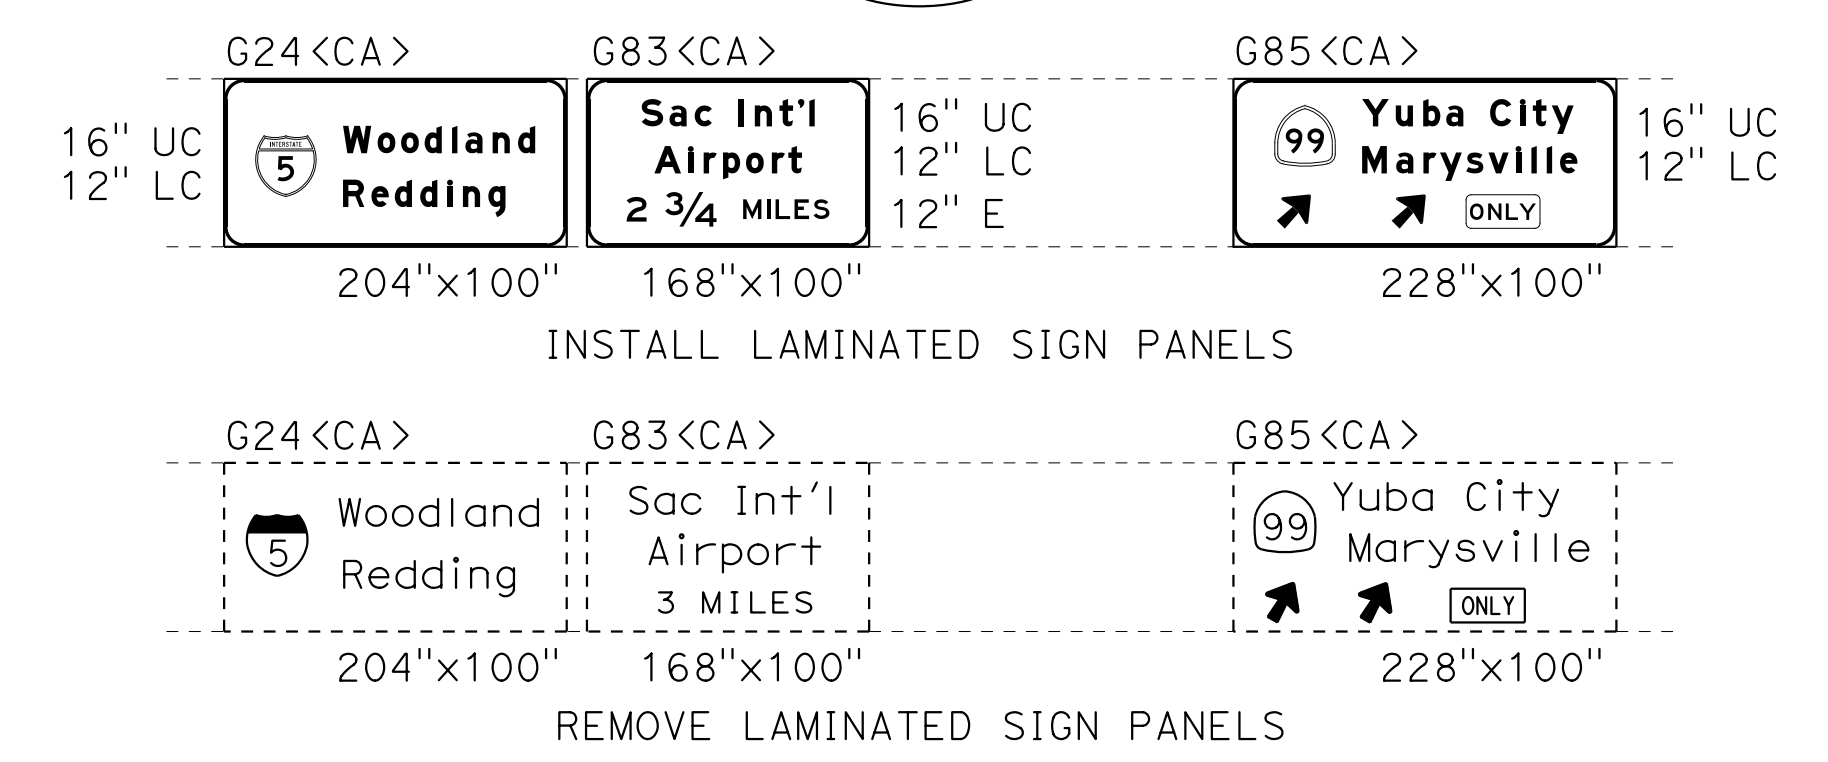 G24<CA> G83<CA> G85<CA>
16" UC
12" LC
INTERSTATE
5
Woodland
Redding
Sac Int'l
Airport
2 3/4 MILES
16" UC
12" LC
12" E
99
Yuba City
Marysville
ONLY
16" UC
12" LC
204"x100" 168"x100" 228"x100"
INSTALL LAMINATED SIGN PANELS
G24<CA> G83<CA> G85<CA>
5
Woodland
Redding
Sac Int'l
Airport
3 MILES
99
Yuba City
Marysville
ONLY
204"x100" 168"x100" 228"x100"
REMOVE LAMINATED SIGN PANELS